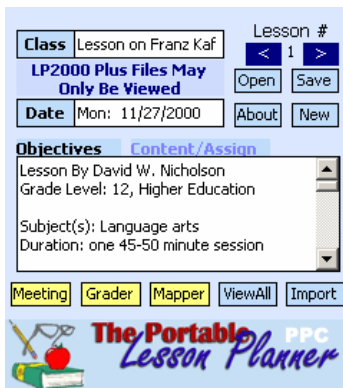 Lesson #
Class Lesson on Franz Kaf < 1 >
LP2000 Plus Files May
Only Be Viewed
Open Save
Date Mon: 11/27/2000 About New
Objectives Content/Assign
Lesson By David W. Nicholson
Grade Level: 12, Higher Education
Subject(s): Language arts
Duration: one 45-50 minute session
Meeting Grader Mapper ViewAll Import
The Portable PPC
Lesson Planner